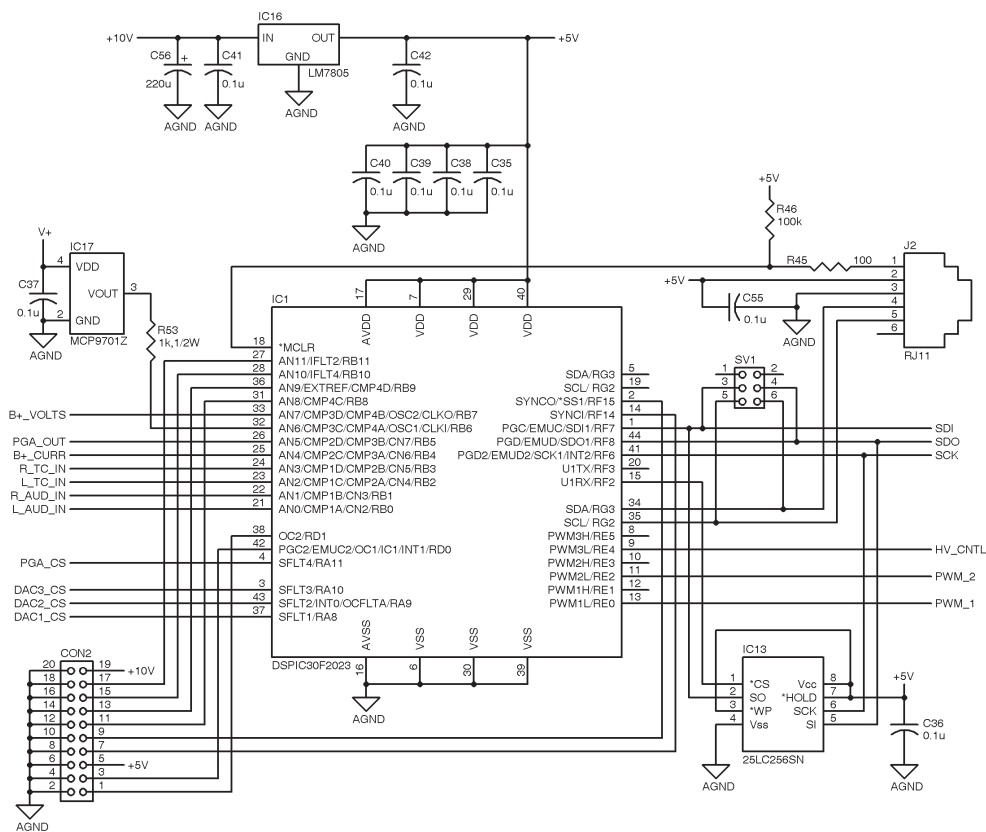 IC16
+10V
IN OUT
+5V
GND
LM7805
C56
+
220u
C41
0.1u
C42
0.1u
AGND
AGND
AGND
AGND
C40
0.1u
C39
0.1u
C38
0.1u
C35
0.1u
AGND
+5V
R46
100k
R45 100
J2
1
2
3
4
5
6
RJ11
+5V
C55
0.1u
AGND
V+
IC17
4 VDD
VOUT 3
2 GND
MCP9701Z
C37
0.1u
AGND
R53
1k,1/2W
IC1
17 AVDD
7 VDD
29 VDD
40 VDD
18 *MCLR
27 AN11/IFLT2/RB11
28 AN10/IFLT4/RB10
36 AN9/EXTREF/CMP4D/RB9
31 AN8/CMP4C/RB8
B+_VOLTS 33 AN7/CMP3D/CMP4B/OSC2/CLKO/RB7
32 AN6/CMP3C/CMP4A/OSC1/CLKI/RB6
PGA_OUT 26 AN5/CMP2D/CMP3B/CN7/RB5
B+_CURR 25 AN4/CMP2C/CMP3A/CN6/RB4
R_TC_IN 24 AN3/CMP1D/CMP2B/CN5/RB3
L_TC_IN 23 AN2/CMP1C/CMP2A/CN4/RB2
R_AUD_IN 22 AN1/CMP1B/CN3/RB1
L_AUD_IN 21 AN0/CMP1A/CN2/RB0
38 OC2/RD1
42 PGC2/EMUC2/OC1/IC1/INT1/RD0
PGA_CS 4 SFLT4/RA11
DAC3_CS 3 SFLT3/RA10
DAC2_CS 43 SFLT2/INT0/OCFLTA/RA9
DAC1_CS 37 SFLT1/RA8
SDA/RG3 5
SCL/ RG2 19
SYNCO/*SS1/RF15 2
SYNCI/RF14 14
PGC/EMUC/SDI1/RF7 1 SDI
PGD/EMUD/SDO1/RF8 44 SDO
PGD2/EMUD2/SCK1/INT2/RF6 41 SCK
U1TX/RF3 20
U1RX/RF2 15
SDA/RG3 34
SCL/ RG2 35
PWM3H/RE5 8
PWM3L/RE4 9 HV_CNTL
PWM2H/RE3 10
PWM2L/RE2 11 PWM_2
PWM1H/RE1 12
PWM1L/RE0 13 PWM_1
AVSS 16
VSS 6
VSS 30
VSS 39
DSPIC30F2023
AGND
SV1
1 2
3 4
5 6
CON2
20 19 +10V
18 17
16 15
14 13
12 11
10 9
8 7
6 5 +5V
4 3
2 1
AGND
IC13
1 *CS Vcc 8
2 SO *HOLD 7
3 *WP SCK 6
4 Vss SI 5
25LC256SN
AGND
+5V
C36
0.1u
AGND